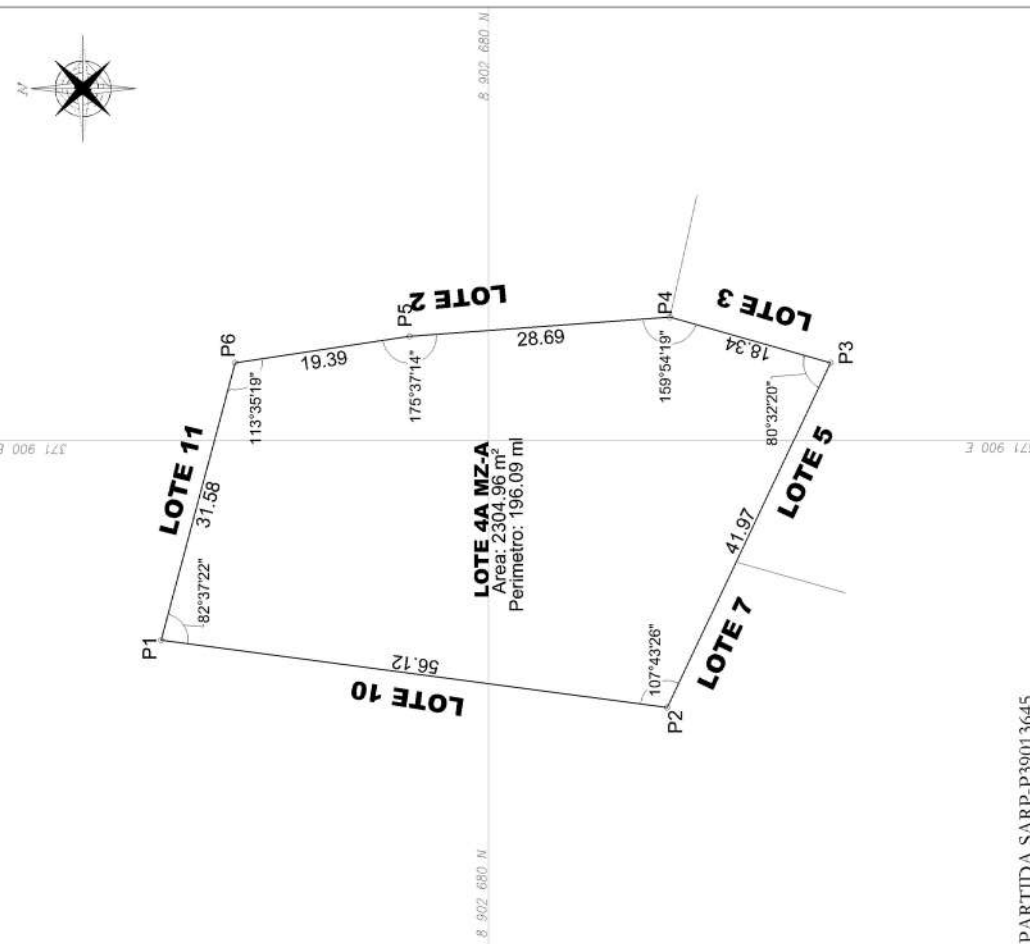 N
8 902 680 N
371 900 E
LOTE 11
31.58
P1
82°37'22"
P6
113°35'19"
19.39
LOTE 2
P5
175°37'14"
28.69
P4
159°54'19"
LOTE 3
18.34
P3
80°32'20"
LOTE 5
41.97
LOTE 7
107°43'26"
P2
LOTE 10
56.12
LOTE 4A MZ-A
Area: 2304.96 m²
Perimetro: 196.09 ml
8 902 680 N
371 900 E
PARTIDA SARP-P39013645